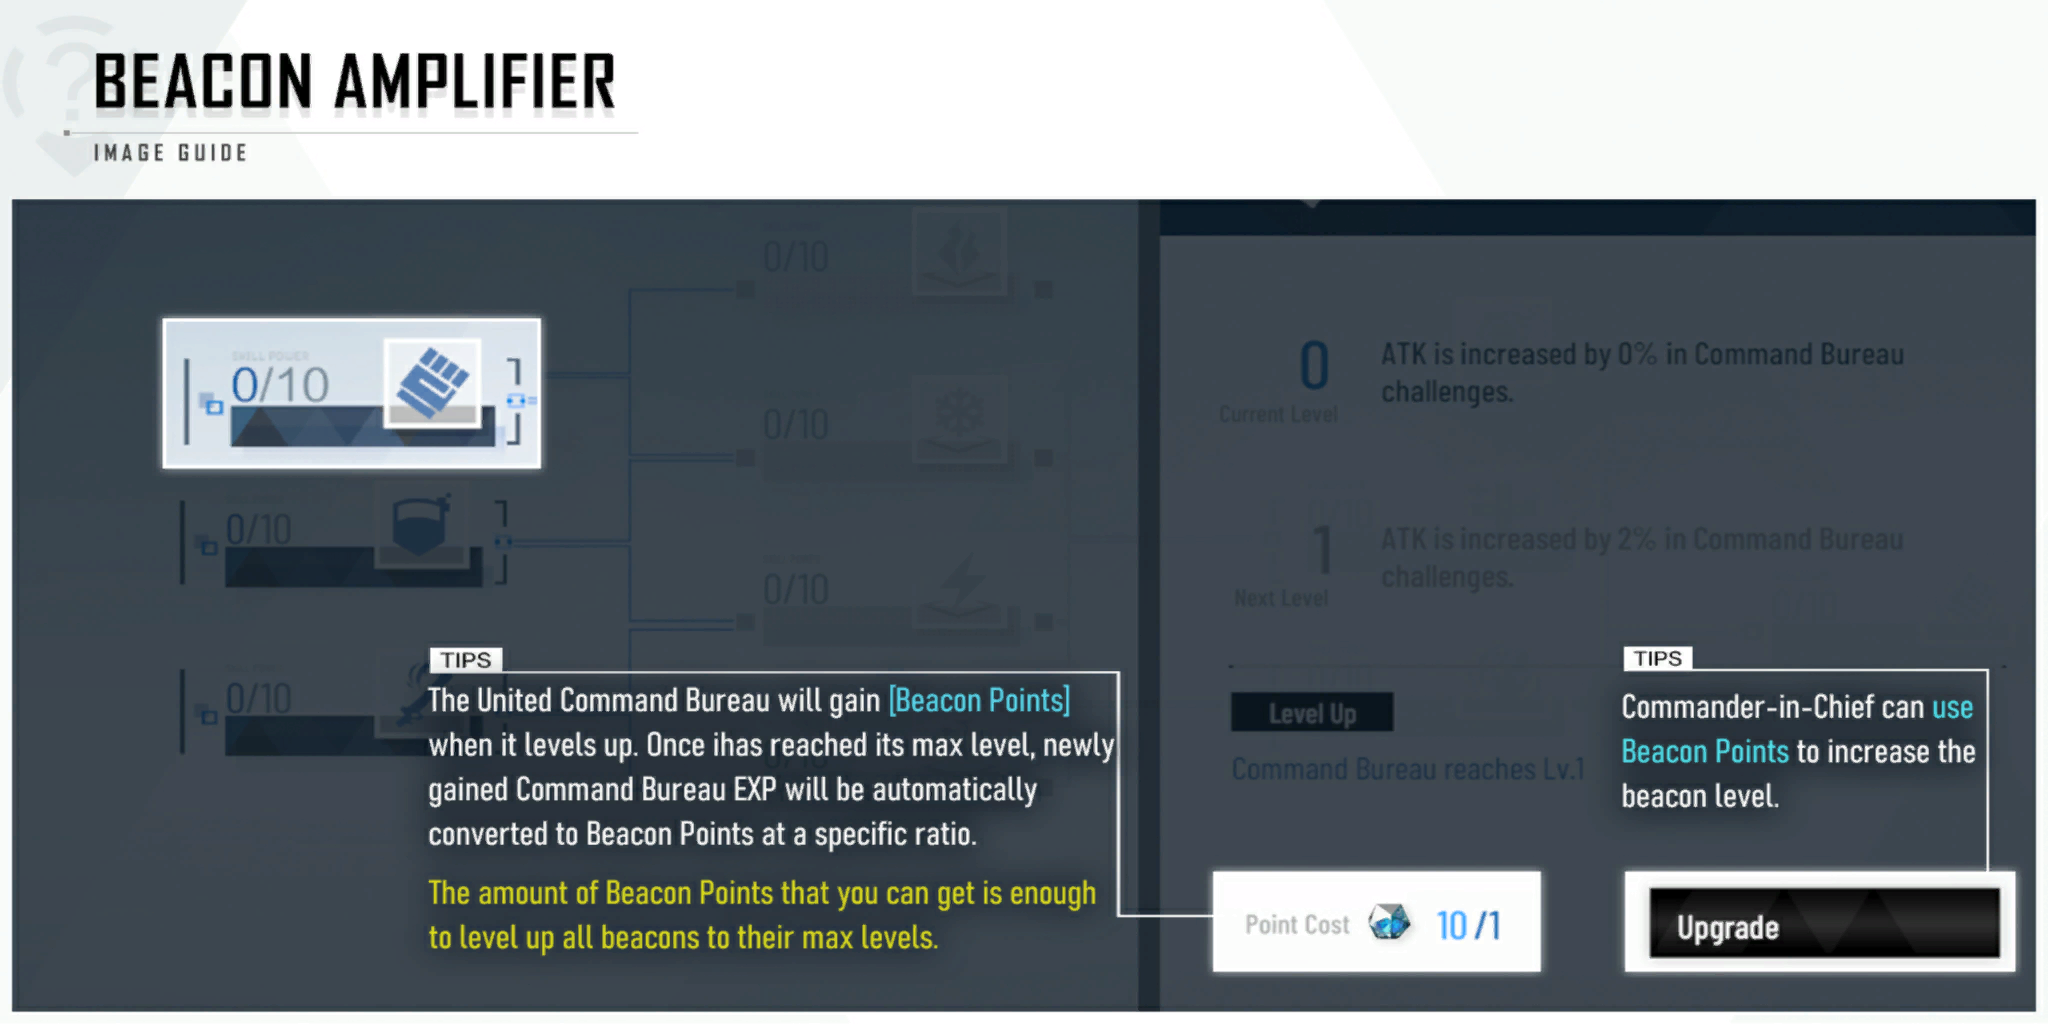 BEACON AMPLIFIER
IMAGE GUIDE
0/10
0/10
0/10
0/10
0/10
0/10
0
Current Level
ATK is increased by 0% in Command Bureau
challenges.
1
Next Level
ATK is increased by 2% in Command Bureau
challenges.
Level Up
Command Bureau reaches Lv.1
TIPS
The United Command Bureau will gain [Beacon Points]
when it levels up. Once ihas reached its max level, newly
gained Command Bureau EXP will be automatically
converted to Beacon Points at a specific ratio.
The amount of Beacon Points that you can get is enough
to level up all beacons to their max levels.
TIPS
Commander-in-Chief can use
Beacon Points to increase the
beacon level.
Point Cost 10/1
Upgrade